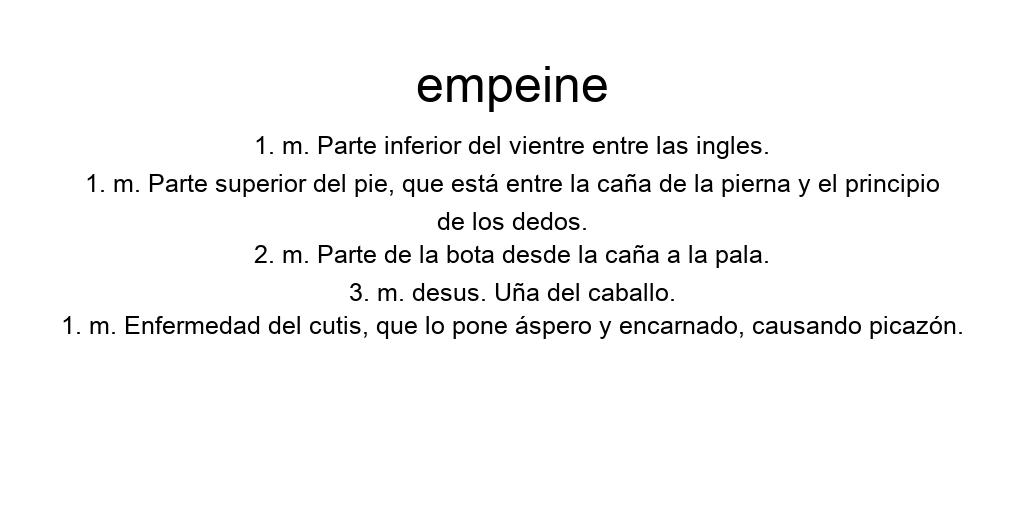 empeine
1. m. Parte inferior del vientre entre las ingles.
1. m. Parte superior del pie, que está entre la caña de la pierna y el principio
de los dedos.
2. m. Parte de la bota desde la caña a la pala.
3. m. desus. Uña del caballo.
1. m. Enfermedad del cutis, que lo pone áspero y encarnado, causando picazón.